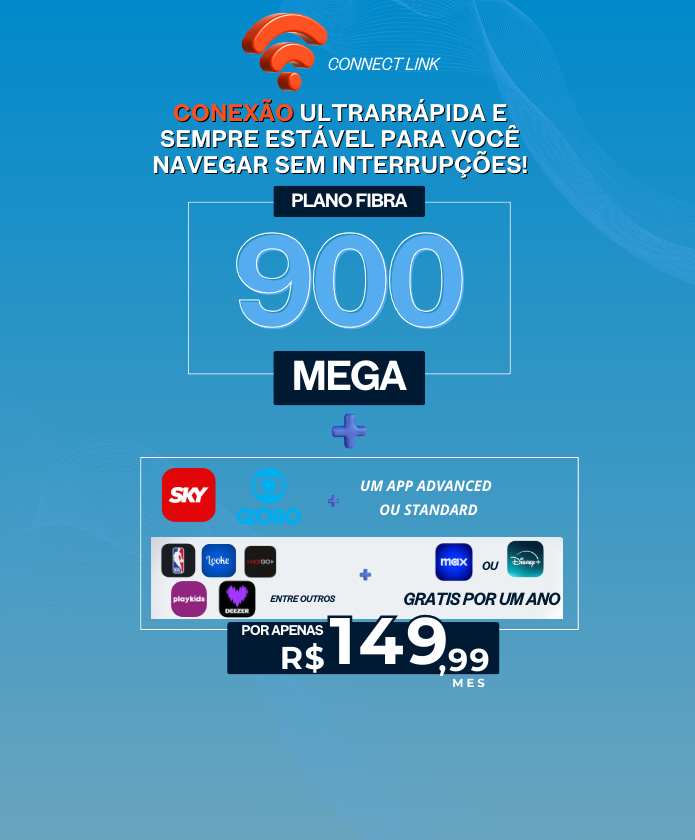 CONNECT LINK
CONEXÃO ULTRARRÁPIDA E
SEMPRE ESTÁVEL PARA VOCÊ
NAVEGAR SEM INTERRUPÇÕES!
PLANO FIBRA
900
MEGA
SKY
GLOBO
UM APP ADVANCED
OU STANDARD
NBA
Looke
max
OU
Disney+
playkids
DEEZER
ENTRE OUTROS
GRATIS POR UM ANO
POR APENAS
R$ 149,99
MES